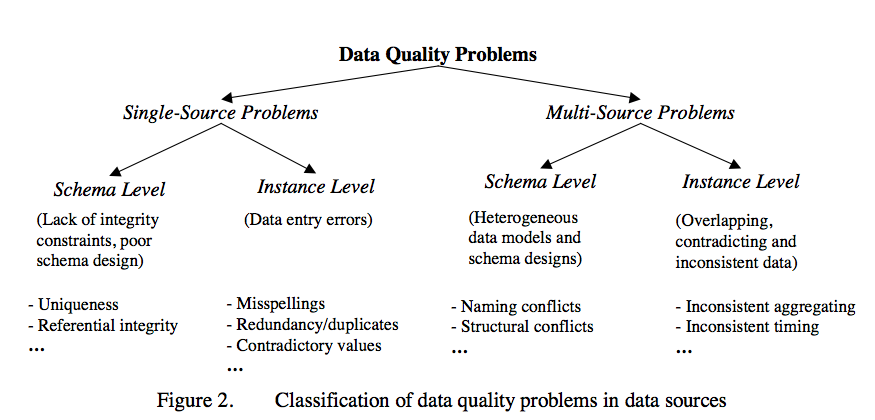 Data Quality Problems
Single-Source Problems
Multi-Source Problems
Schema Level
(Lack of integrity
constraints, poor
schema design)
- Uniqueness
- Referential integrity
...
Instance Level
(Data entry errors)
- Misspellings
- Redundancy/duplicates
- Contradictory values
...
Schema Level
(Heterogeneous
data models and
schema designs)
- Naming conflicts
- Structural conflicts
...
Instance Level
(Overlapping,
contradicting and
inconsistent data)
- Inconsistent aggregating
- Inconsistent timing
...
Figure 2. Classification of data quality problems in data sources